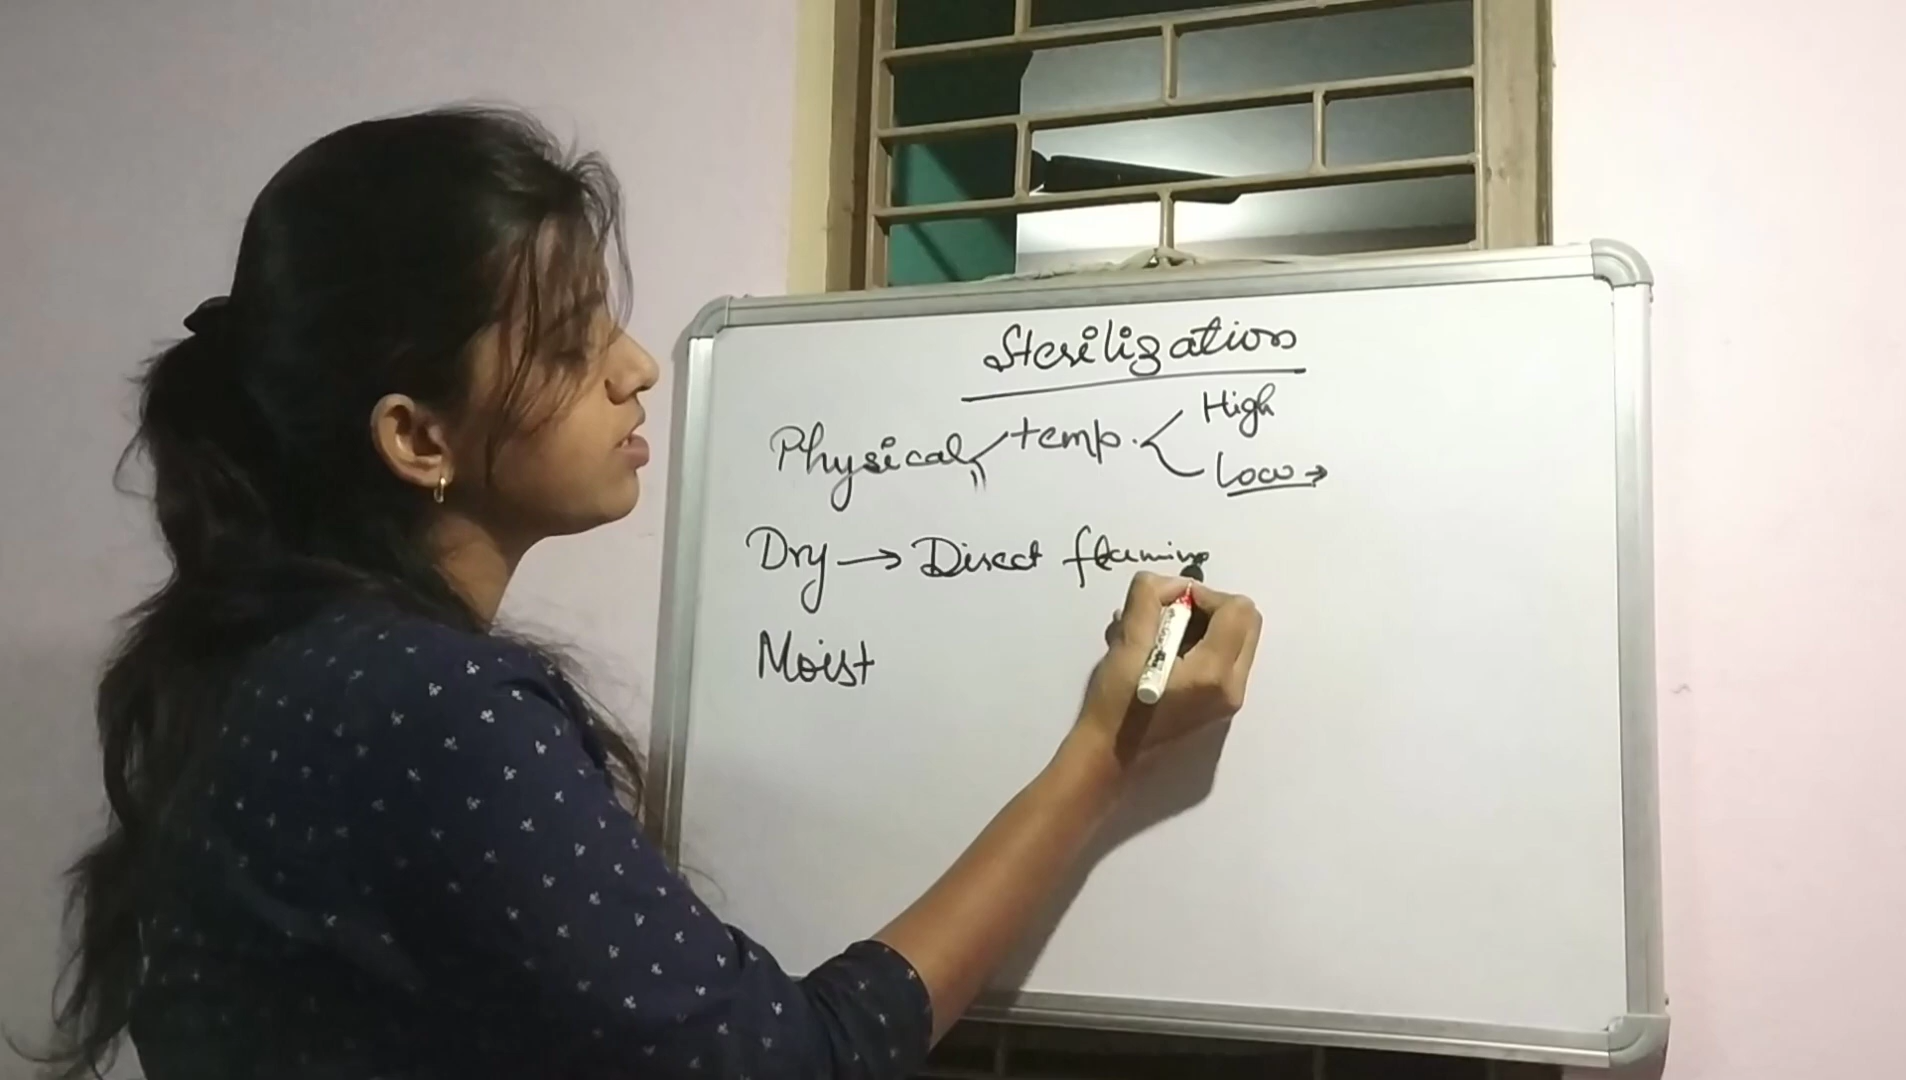 Sterilization
Physical temp. High
Low →
Dry → Direct flaming
Moist